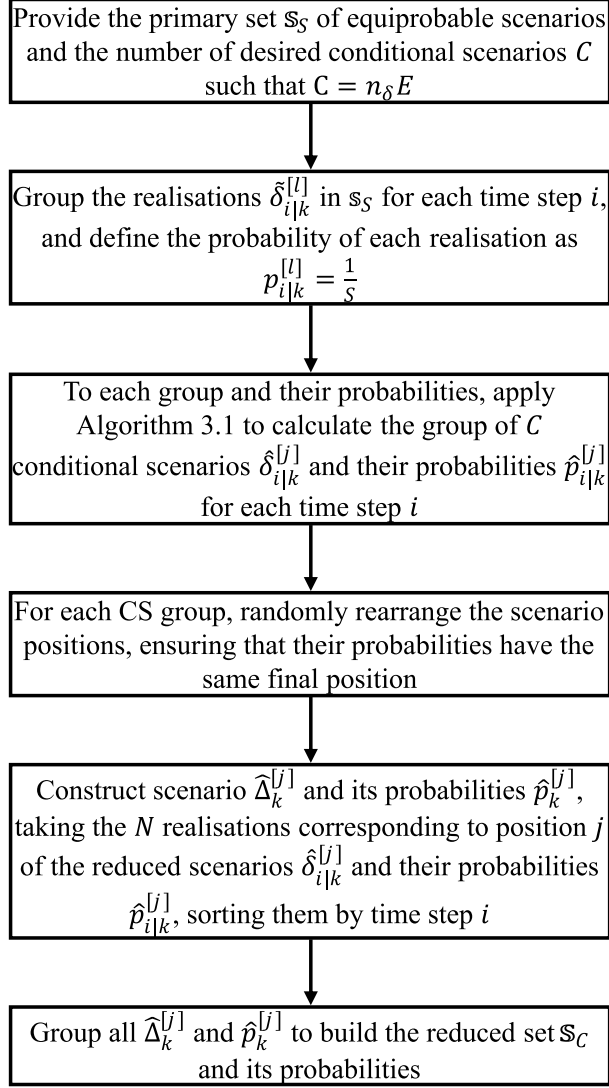 Provide the primary set 𝕤_S of equiprobable scenarios
and the number of desired conditional scenarios C
such that C = n_δ E
Group the realisations δ̃_{i|k}^{[l]} in 𝕤_S for each time step i,
and define the probability of each realisation as
p_{i|k}^{[l]} = 1/S
To each group and their probabilities, apply
Algorithm 3.1 to calculate the group of C
conditional scenarios δ̂_{i|k}^{[j]} and their probabilities p̂_{i|k}^{[j]}
for each time step i
For each CS group, randomly rearrange the scenario
positions, ensuring that their probabilities have the
same final position
Construct scenario Δ̂_k^{[j]} and its probabilities p̂_k^{[j]},
taking the N realisations corresponding to position j
of the reduced scenarios δ̂_{i|k}^{[j]} and their probabilities
p̂_{i|k}^{[j]}, sorting them by time step i
Group all Δ̂_k^{[j]} and p̂_k^{[j]} to build the reduced set 𝕊_C
and its probabilities